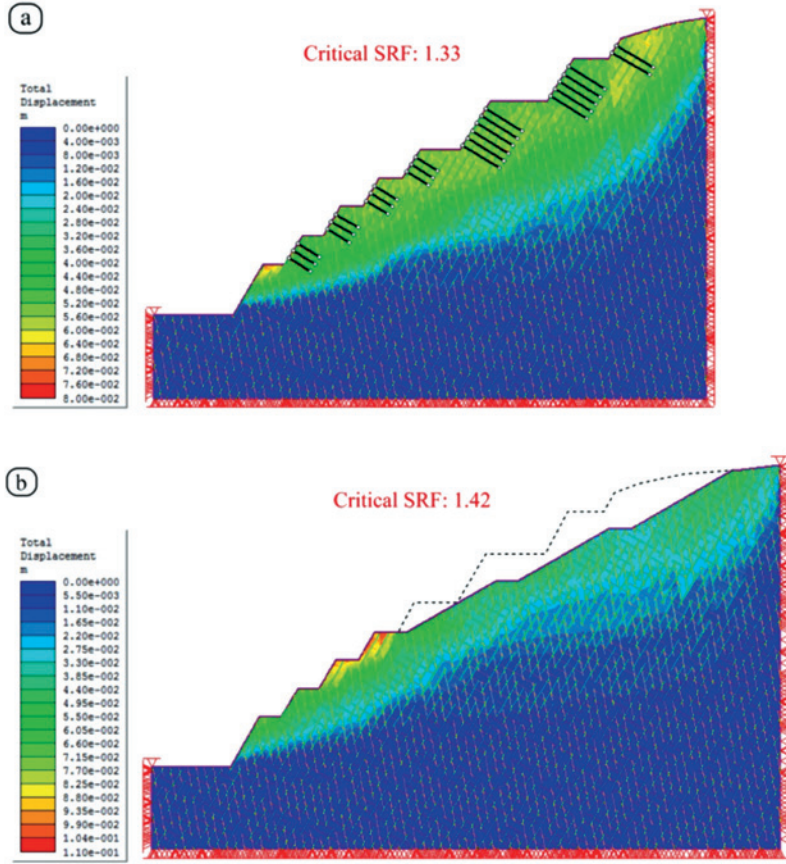 a
Critical SRF: 1.33
Total
Displacement
m
0.00e+000
4.00e-003
8.00e-003
1.20e-002
1.60e-002
2.00e-002
2.40e-002
2.80e-002
3.20e-002
3.60e-002
4.00e-002
4.40e-002
4.80e-002
5.20e-002
5.60e-002
6.00e-002
6.40e-002
6.80e-002
7.20e-002
7.60e-002
8.00e-002
b
Critical SRF: 1.42
Total
Displacement
m
0.00e+000
5.50e-003
1.10e-002
1.65e-002
2.20e-002
2.75e-002
3.30e-002
3.85e-002
4.40e-002
4.95e-002
5.50e-002
6.05e-002
6.60e-002
7.15e-002
7.70e-002
8.25e-002
8.80e-002
9.35e-002
9.90e-002
1.04e-001
1.10e-001